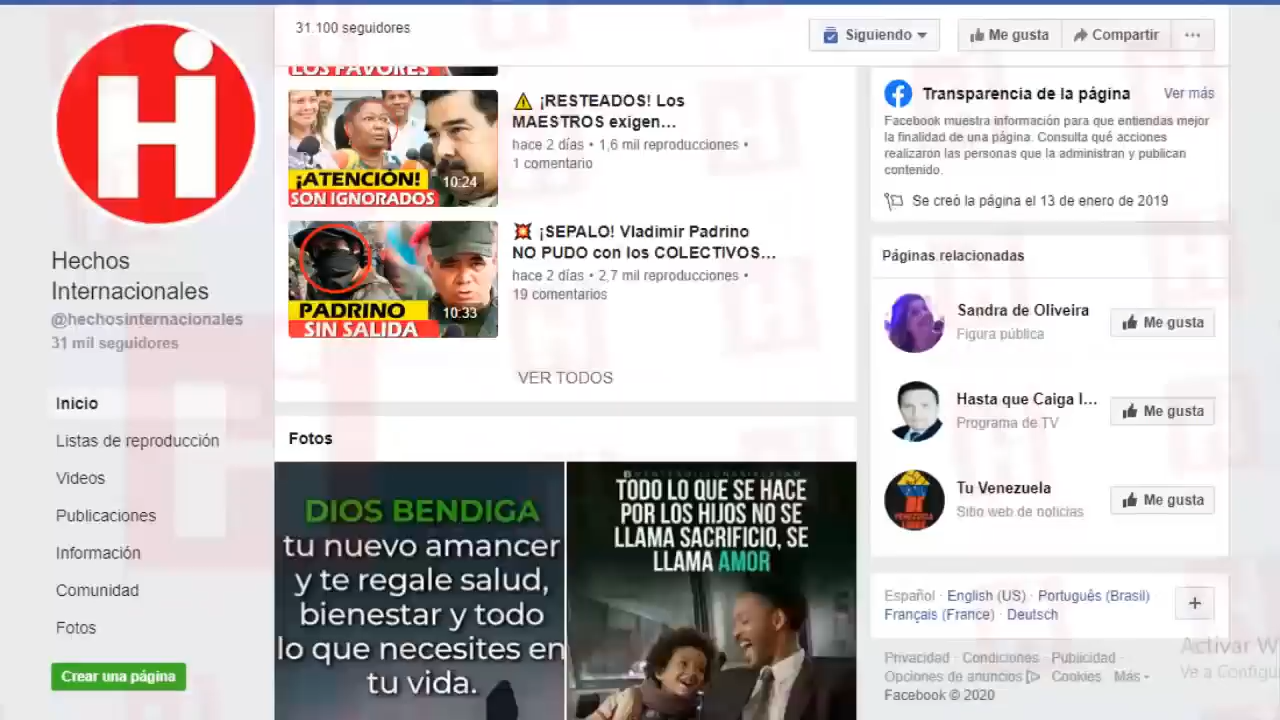 31.100 seguidores
Siguiendo
Me gusta
Compartir
LOS FAVORES
¡RESTEADOS! Los
MAESTROS exigen...
hace 2 días • 1,6 mil reproducciones •
1 comentario
¡ATENCIÓN!
SON IGNORADOS
10:24
¡SEPALO! Vladimir Padrino
NO PUDO con los COLECTIVOS...
hace 2 días • 2,7 mil reproducciones •
19 comentarios
PADRINO
SIN SALIDA
10:33
VER TODOS
Hi
Hechos
Internacionales
@hechosinternacionales
31 mil seguidores
Inicio
Listas de reproducción
Videos
Publicaciones
Información
Comunidad
Fotos
Crear una página
Fotos
DIOS BENDIGA
tu nuevo amancer
y te regale salud,
bienestar y todo
lo que necesites en
tu vida.
TODO LO QUE SE HACE
POR LOS HIJOS NO SE
LLAMA SACRIFICIO, SE
LLAMA AMOR
Transparencia de la página
Ver más
Facebook muestra información para que entiendas mejor
la finalidad de una página. Consulta qué acciones
realizaron las personas que la administran y publican
contenido.
Se creó la página el 13 de enero de 2019
Páginas relacionadas
Sandra de Oliveira
Figura pública
Me gusta
Hasta que Caiga l...
Programa de TV
Me gusta
Tu Venezuela
Sitio web de noticias
Me gusta
Español · English (US) · Português (Brasil)
Français (France) · Deutsch
Privacidad · Condiciones · Publicidad ·
Opciones de anuncios · Cookies · Más
Facebook © 2020
Activar W
Ve a Configu